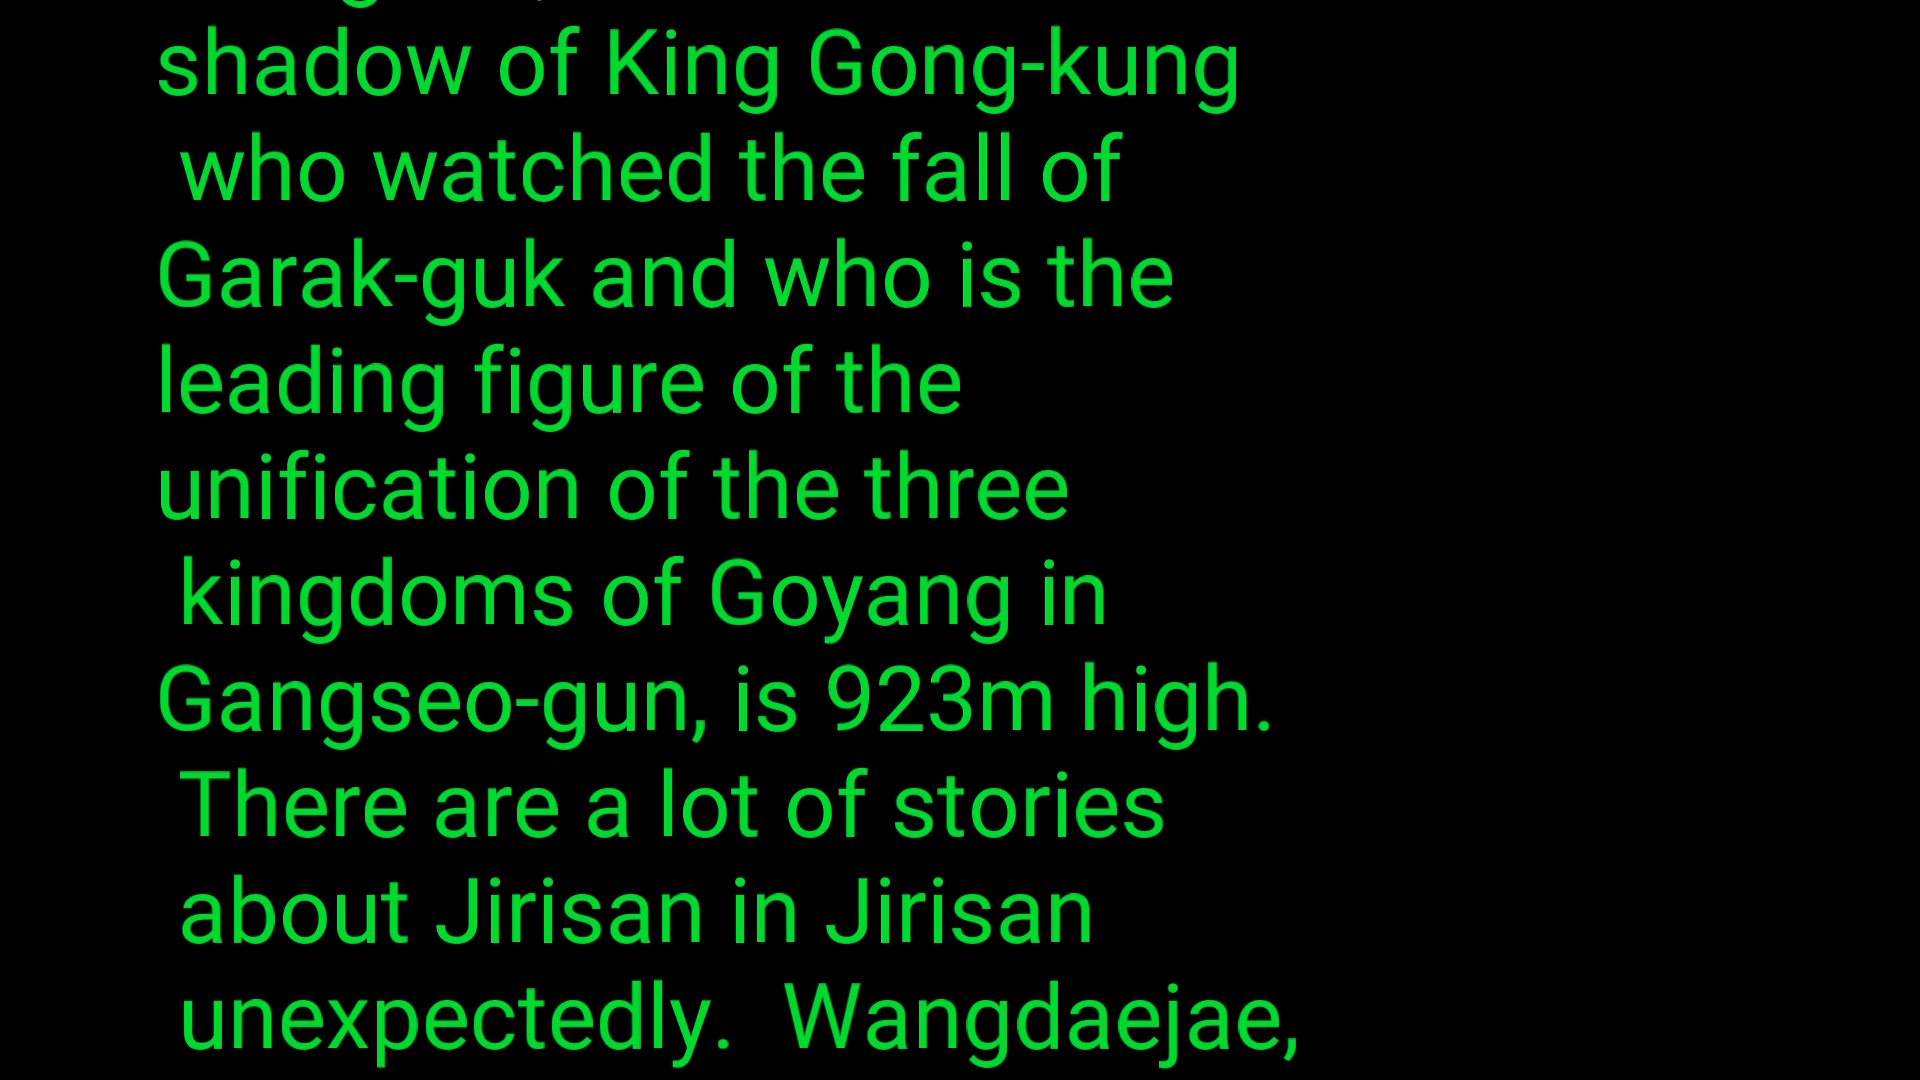 shadow of King Gong-kung
who watched the fall of
Garak-guk and who is the
leading figure of the
unification of the three
kingdoms of Goyang in
Gangseo-gun, is 923m high.
There are a lot of stories
about Jirisan in Jirisan
unexpectedly.  Wangdaejae,